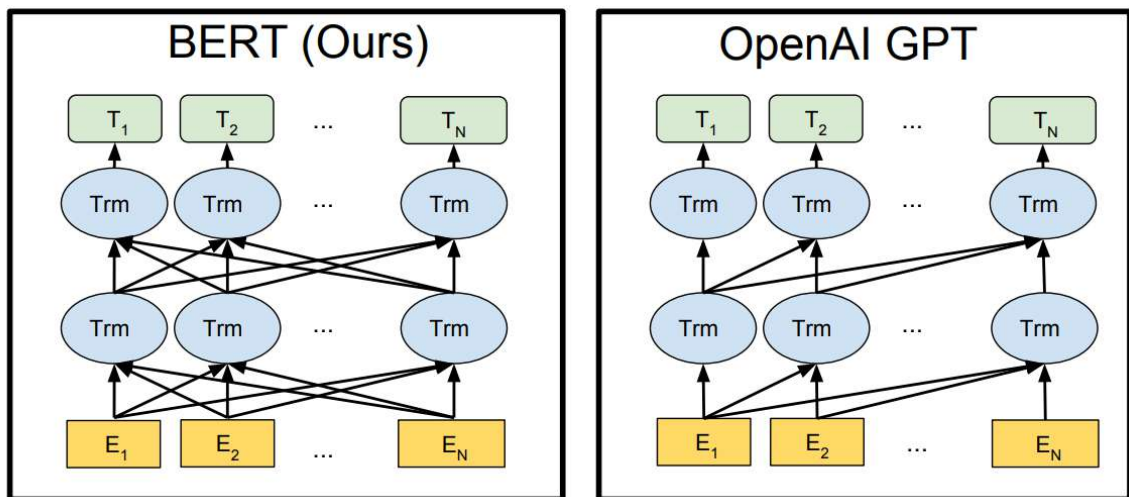 BERT (Ours)
T1 T2 ... TN
Trm Trm ... Trm
Trm Trm ... Trm
E1 E2 ... EN
OpenAI GPT
T1 T2 ... TN
Trm Trm ... Trm
Trm Trm ... Trm
E1 E2 ... EN